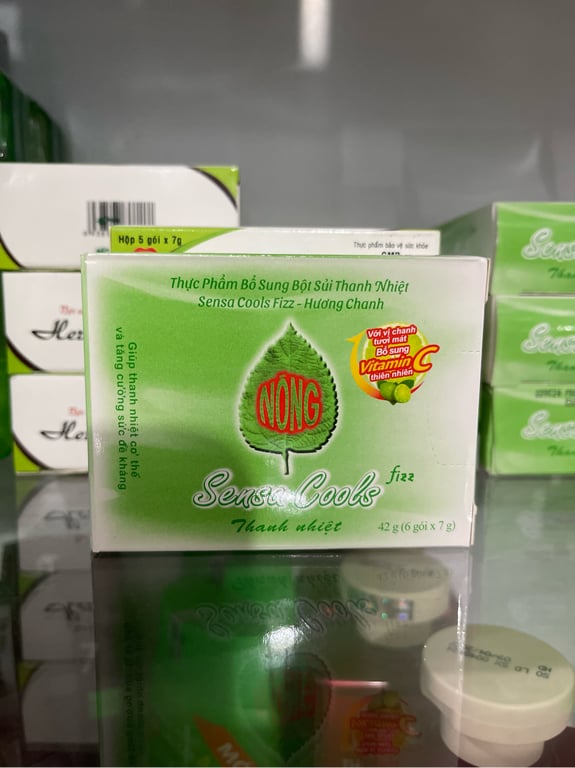 Hộp 5 gói x 7g
Thực phẩm bảo vệ sức khỏe
Thực Phẩm Bổ Sung Bột Sủi Thanh Nhiệt
Sensa Cools Fizz - Hương Chanh
Giúp thanh nhiệt cơ thể
và tăng cường sức đề kháng
Với vị chanh
tươi mát
Bổ sung
Vitamin C
thiên nhiên
NÓNG
Sensa Cools fizz
Thanh nhiệt
42 g (6 gói x 7 g)
Her
Her